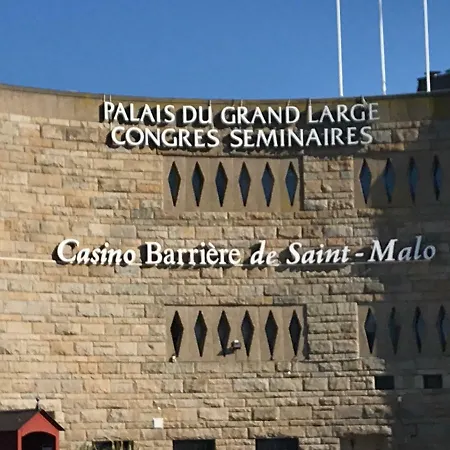 PALAIS DU GRAND LARGE
CONGRES SEMINAIRES
Casino Barrière de Saint-Malo